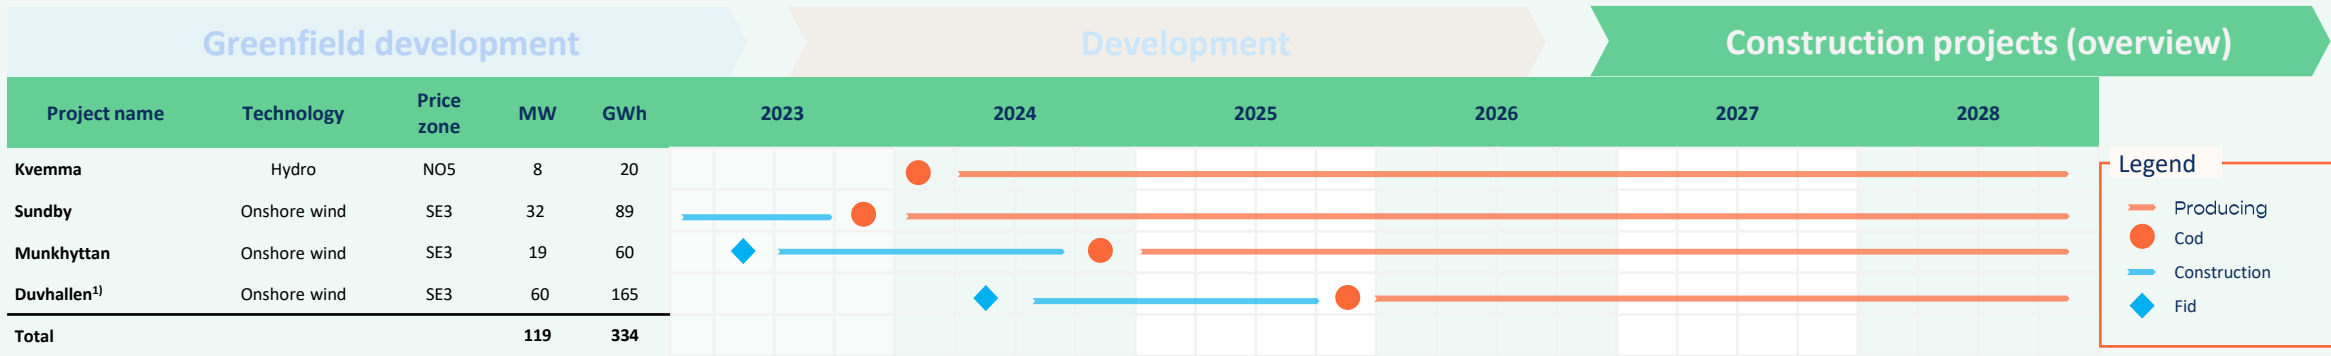 Greenfield development Development Construction projects (overview)
Project name Technology Price zone MW GWh 2023 2024 2025 2026 2027 2028
Kvemma Hydro NO5 8 20
Sundby Onshore wind SE3 32 89
Munkhyttan Onshore wind SE3 19 60
Duvhallen1) Onshore wind SE3 60 165
Total 119 334
Legend
Producing
Cod
Construction
Fid